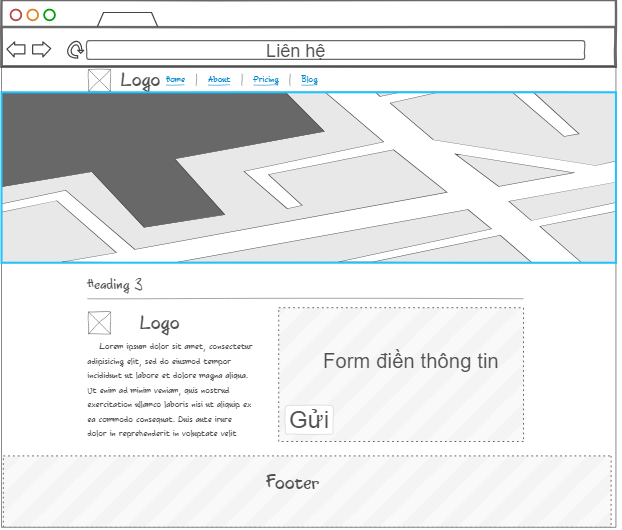 Liên hệ
Logo Home | About | Pricing | Blog
Heading 3
Logo
Lorem ipsum dolor sit amet, consectetur
adipisicing elit, sed do eiusmod tempor
incididunt ut labore et dolore magna aliqua.
Ut enim ad minim veniam, quis nostrud
exercitation ullamco laboris nisi ut aliquip ex
ea commodo consequat. Duis aute irure
dolor in reprehenderit in voluptate velit
Form điền thông tin
Gửi
Footer